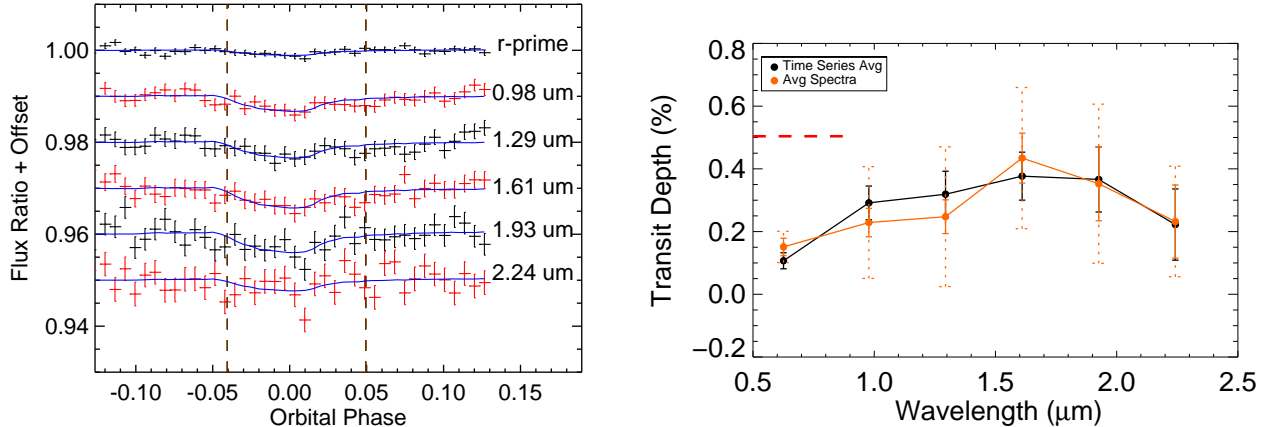 1.00
0.98
0.96
0.94
Flux Ratio + Offset
r-prime
0.98 um
1.29 um
1.61 um
1.93 um
2.24 um
-0.10 -0.05 0.00 0.05 0.10 0.15
Orbital Phase
0.8
0.6
0.4
0.2
0.0
−0.2
Transit Depth (%)
Time Series Avg
Avg Spectra
0.5 1.0 1.5 2.0 2.5
Wavelength (μm)